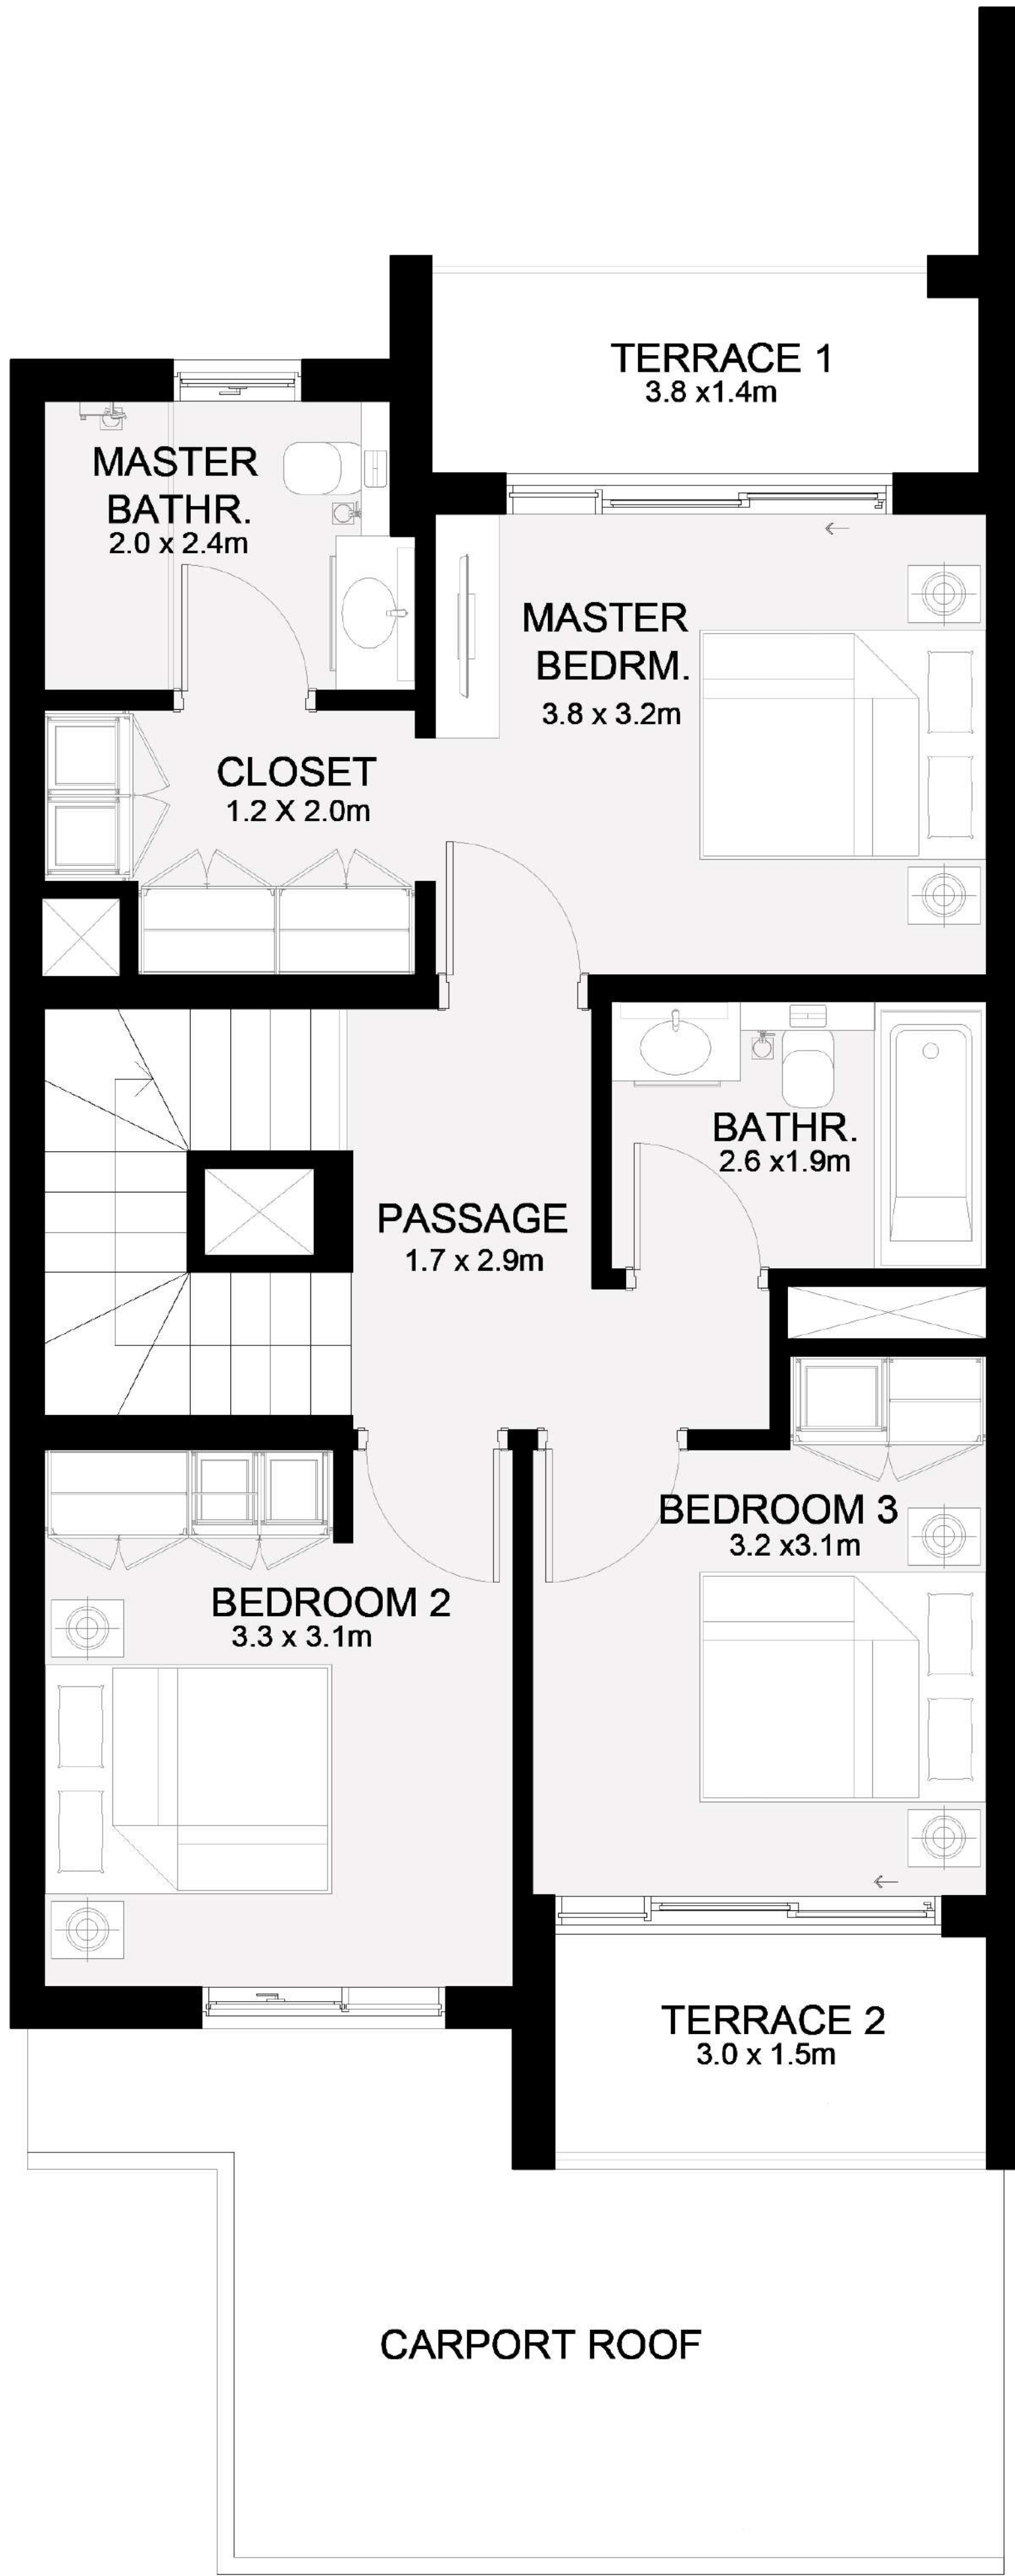 TERRACE 1
3.8 x1.4m
MASTER
BATHR.
2.0 x 2.4m
MASTER
BEDRM.
3.8 x 3.2m
CLOSET
1.2 X 2.0m
BATHR.
2.6 x1.9m
PASSAGE
1.7 x 2.9m
BEDROOM 3
3.2 x3.1m
BEDROOM 2
3.3 x 3.1m
TERRACE 2
3.0 x 1.5m
CARPORT ROOF